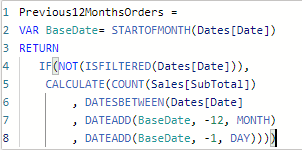 1 Previous12MonthsOrders =
2 VAR BaseDate= STARTOFMONTH(Dates[Date])
3 RETURN
4 IF(NOT(ISFILTERED(Dates[Date])),
5 CALCULATE(COUNT(Sales[SubTotal])
6 , DATESBETWEEN(Dates[Date]
7 , DATEADD(BaseDate, -12, MONTH)
8 , DATEADD(BaseDate, -1, DAY))))